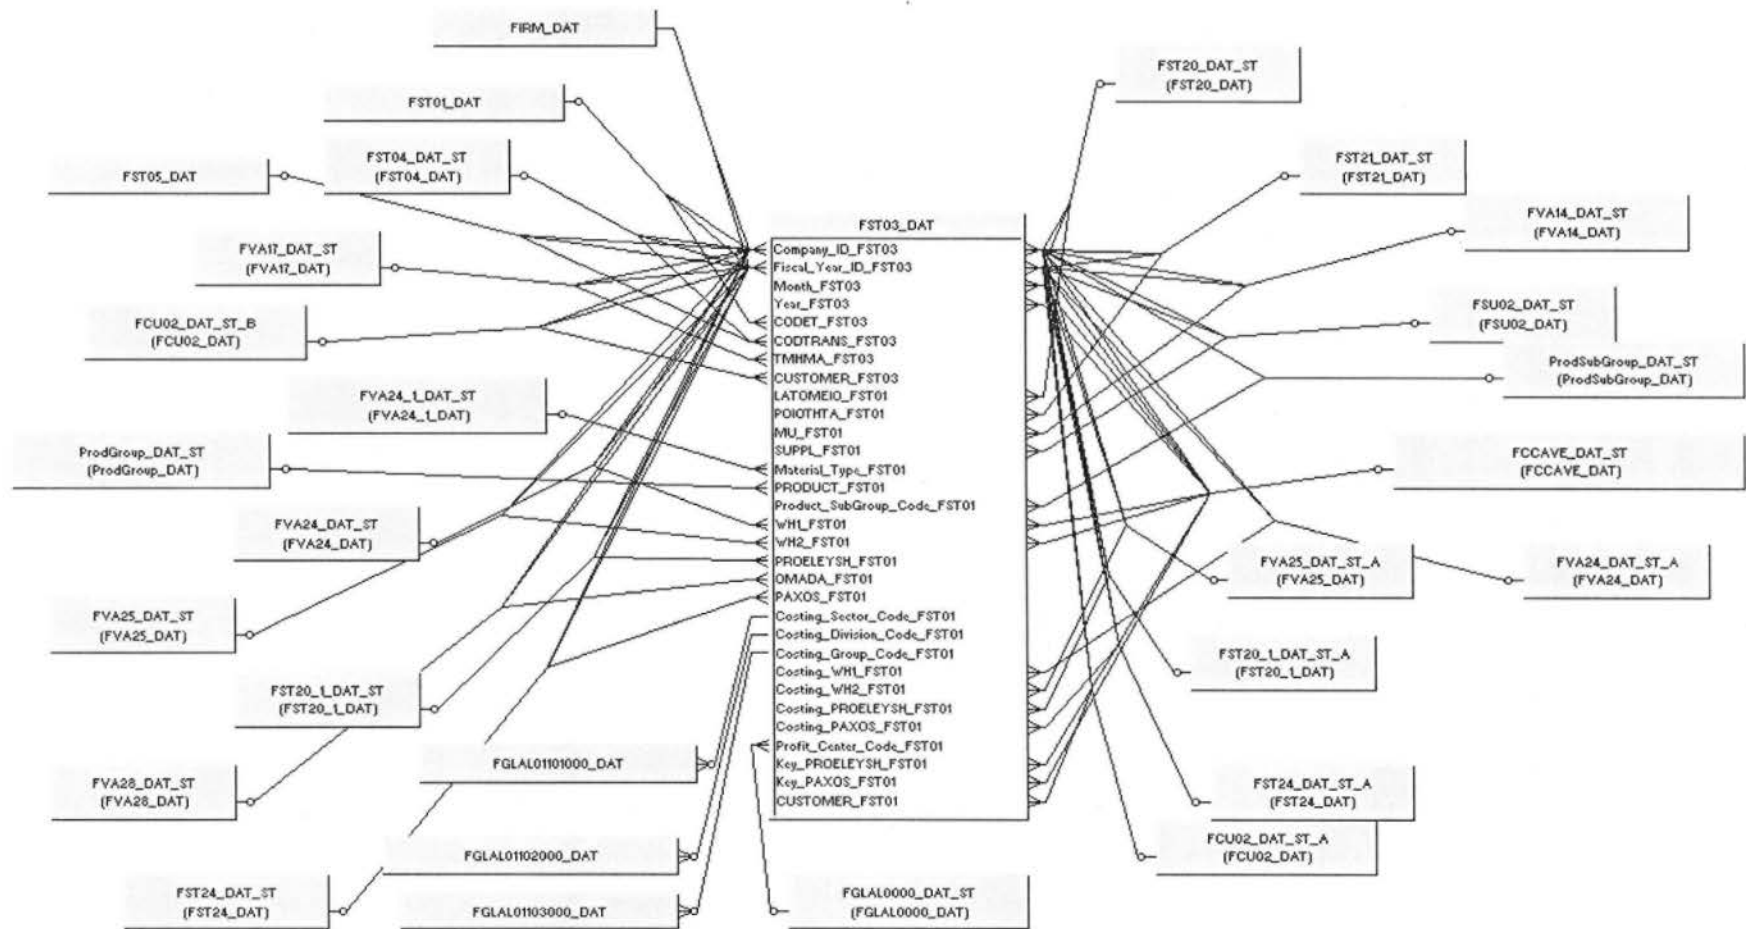 FIRM_DAT
FST01_DAT
FST04_DAT_ST
(FST04_DAT)
FST05_DAT
FVA17_DAT_ST
(FVA17_DAT)
FCU02_DAT_ST_B
(FCU02_DAT)
FVA24_1_DAT_ST
(FVA24_1_DAT)
ProdGroup_DAT_ST
(ProdGroup_DAT)
FVA24_DAT_ST
(FVA24_DAT)
FVA25_DAT_ST
(FVA25_DAT)
FST20_1_DAT_ST
(FST20_1_DAT)
FVA28_DAT_ST
(FVA28_DAT)
FGLAL01101000_DAT
FGLAL01102000_DAT
FST24_DAT_ST
(FST24_DAT)
FGLAL01103000_DAT
FST03_DAT
Company_ID_FST03
Fiscal_Year_ID_FST03
Month_FST03
Year_FST03
CODET_FST03
CODTRANS_FST03
TMHMA_FST03
CUSTOMER_FST03
LATOMEIO_FST01
POIOTHTA_FST01
MU_FST01
SUPPL_FST01
Material_Type_FST01
PRODUCT_FST01
Product_SubGroup_Code_FST01
WH1_FST01
WH2_FST01
PROELEYSH_FST01
OMADA_FST01
PAXOS_FST01
Costing_Sector_Code_FST01
Costing_Division_Code_FST01
Costing_Group_Code_FST01
Costing_WH1_FST01
Costing_WH2_FST01
Costing_PROELEYSH_FST01
Costing_PAXOS_FST01
Profit_Center_Code_FST01
Key_PROELEYSH_FST01
Key_PAXOS_FST01
CUSTOMER_FST01
FGLAL0000_DAT_ST
(FGLAL0000_DAT)
FST20_DAT_ST
(FST20_DAT)
FST21_DAT_ST
(FST21_DAT)
FVA14_DAT_ST
(FVA14_DAT)
FSU02_DAT_ST
(FSU02_DAT)
ProdSubGroup_DAT_ST
(ProdSubGroup_DAT)
FCCAVE_DAT_ST
(FCCAVE_DAT)
FVA25_DAT_ST_A
(FVA25_DAT)
FVA24_DAT_ST_A
(FVA24_DAT)
FST20_1_DAT_ST_A
(FST20_1_DAT)
FST24_DAT_ST_A
(FST24_DAT)
FCU02_DAT_ST_A
(FCU02_DAT)